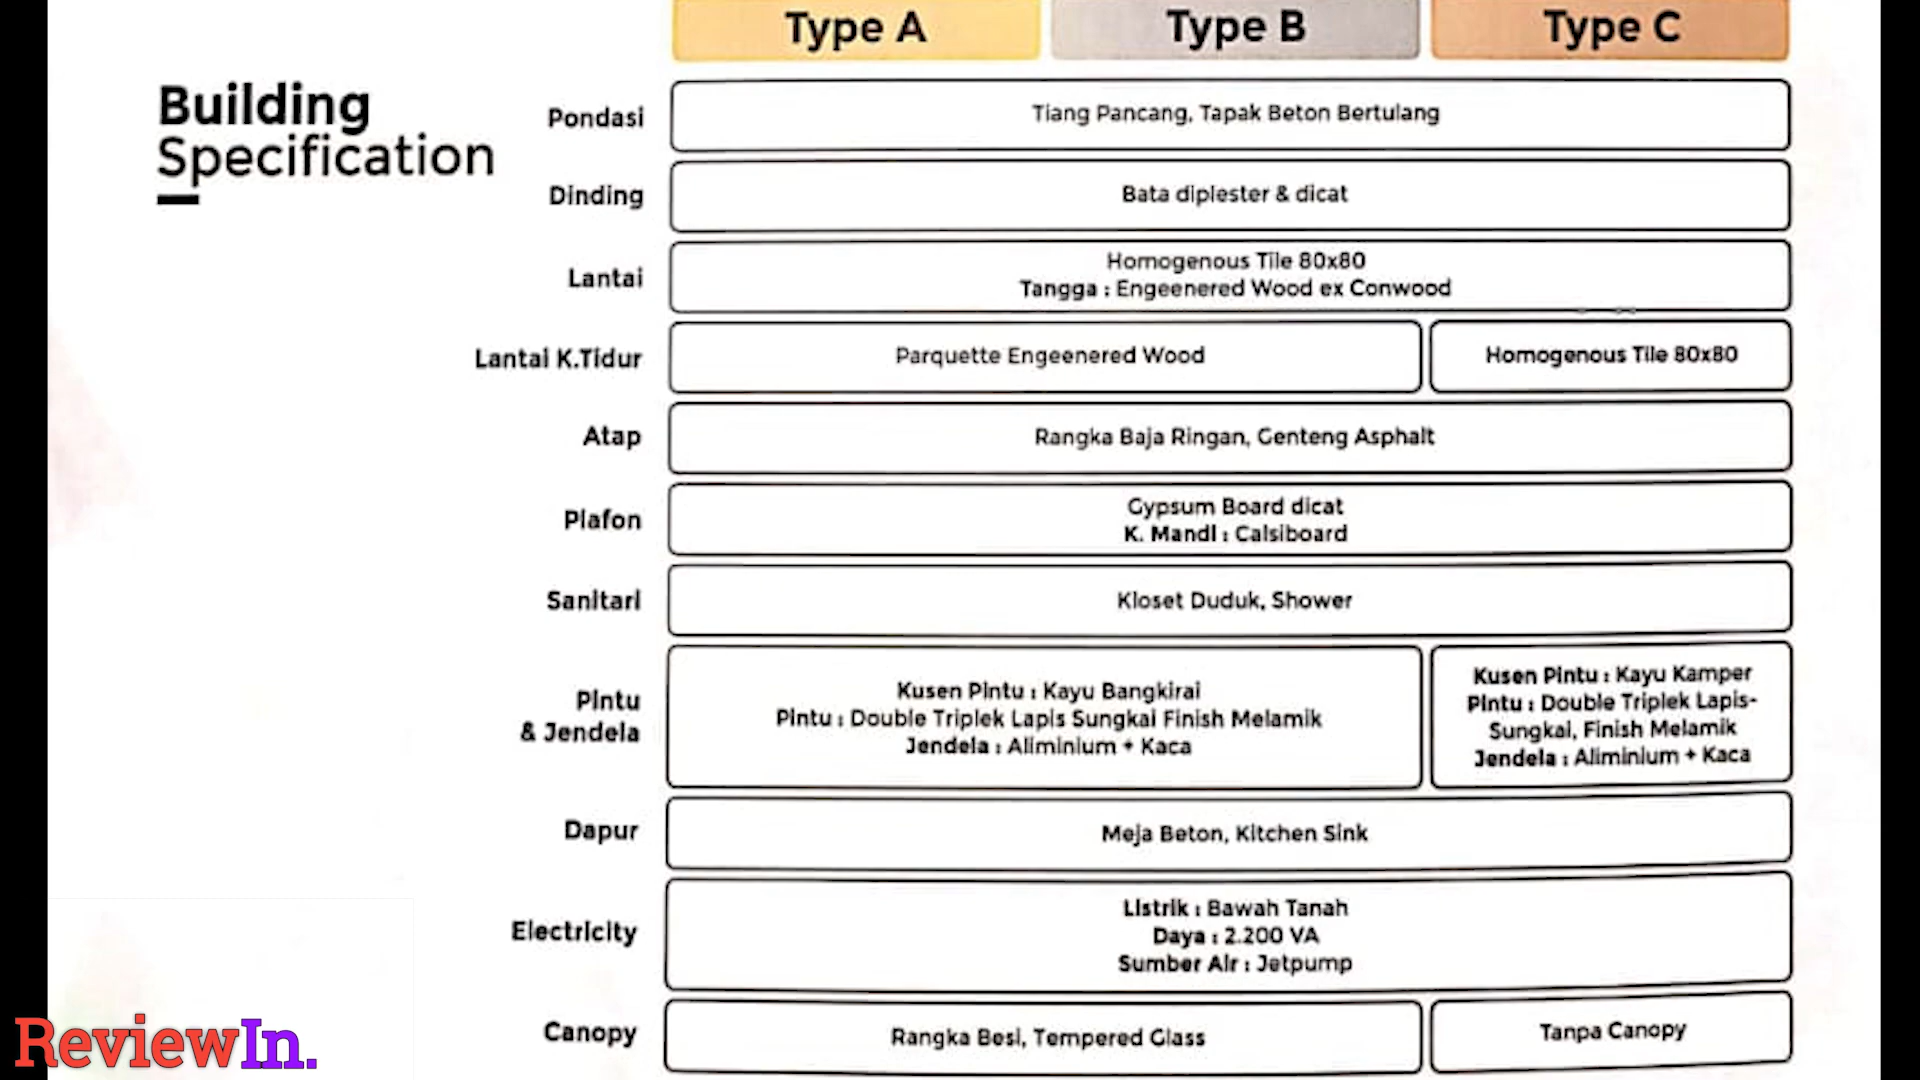 Type A Type B Type C
Building
Specification
Pondasi Tiang Pancang, Tapak Beton Bertulang
Dinding Bata diplester & dicat
Lantai Homogenous Tile 80x80
Tangga : Engeenered Wood ex Conwood
Lantai K.Tidur Parquette Engeenered Wood Homogenous Tile 80x80
Atap Rangka Baja Ringan, Genteng Asphalt
Plafon Gypsum Board dicat
K. Mandi : Calsiboard
Sanitari Kloset Duduk, Shower
Pintu
& Jendela
Kusen Pintu : Kayu Bangkirai
Pintu : Double Triplek Lapis Sungkai Finish Melamik
Jendela : Aliminium + Kaca
Kusen Pintu : Kayu Kamper
Pintu : Double Triplek Lapis-
Sungkai, Finish Melamik
Jendela : Aliminium + Kaca
Dapur Meja Beton, Kitchen Sink
Electricity
Listrik : Bawah Tanah
Daya : 2.200 VA
Sumber Air : Jetpump
Canopy Rangka Besi, Tempered Glass Tanpa Canopy
ReviewIn.